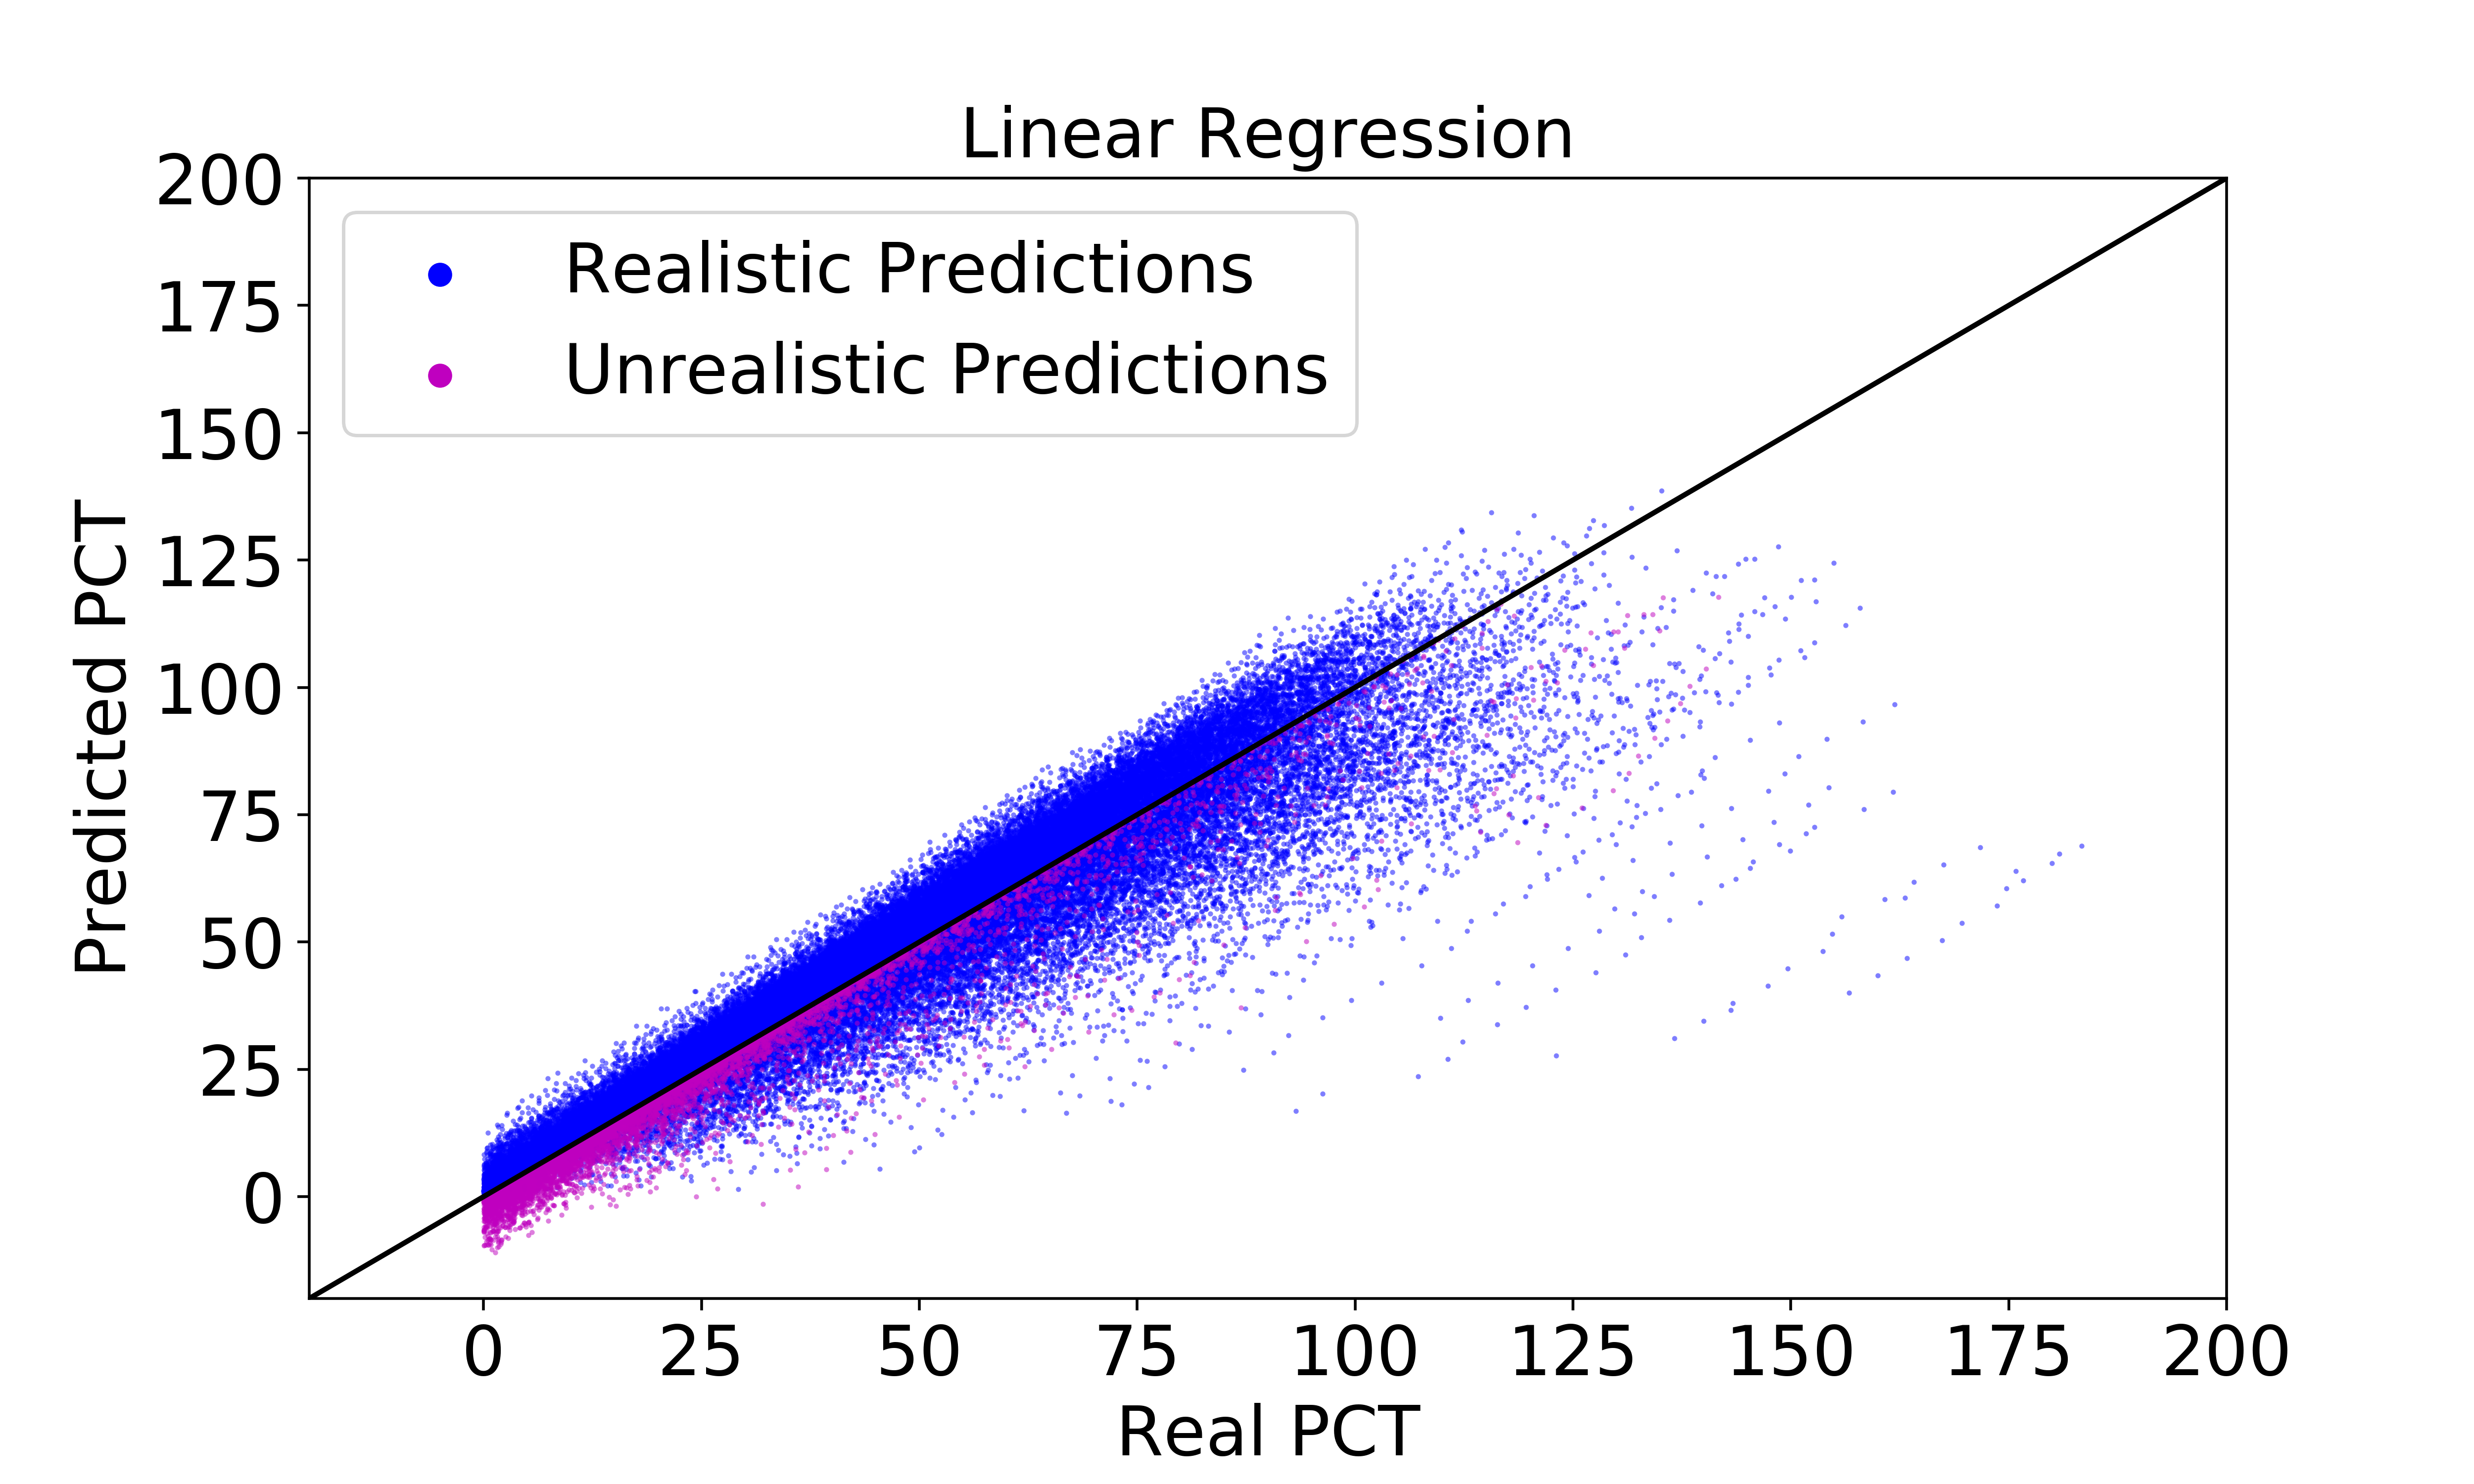 Linear Regression
200
175
150
125
100
75
50
25
0
Predicted PCT
Realistic Predictions
Unrealistic Predictions
0 25 50 75 100 125 150 175 200
Real PCT